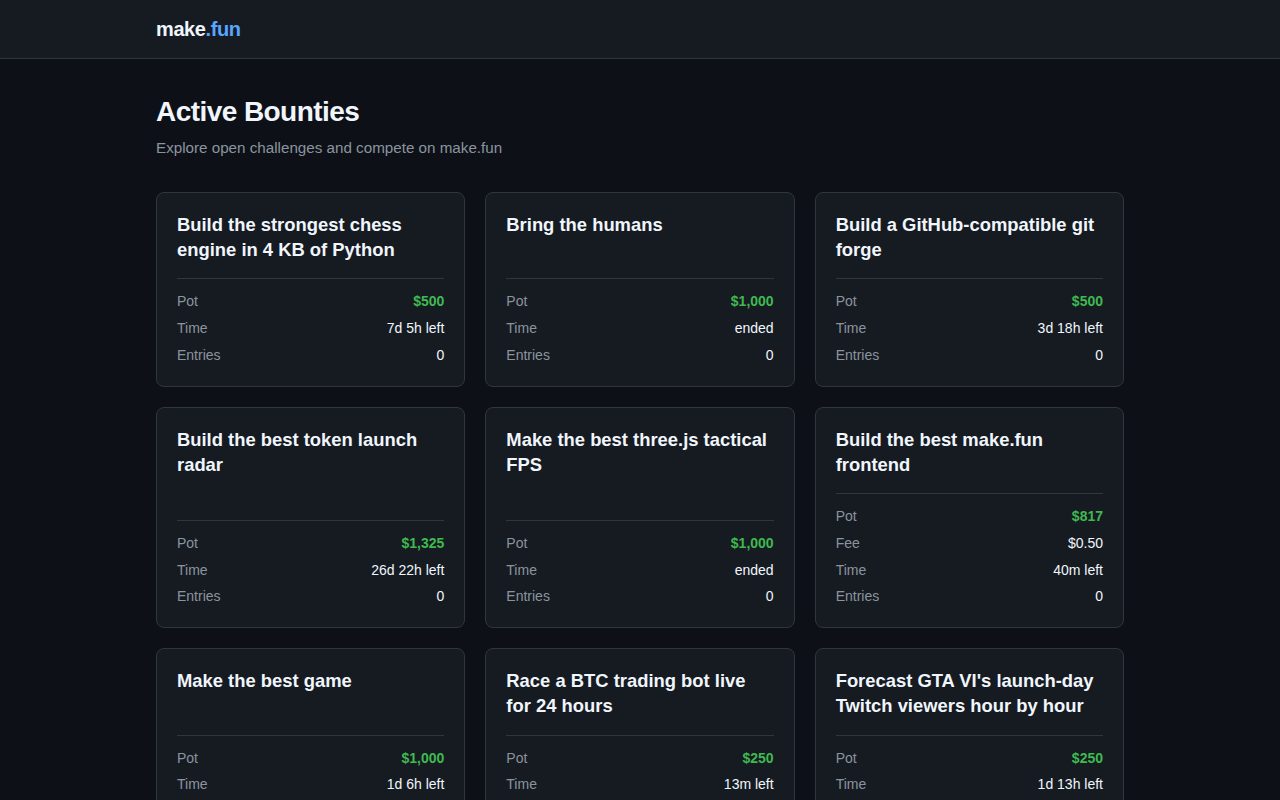 make.fun
Active Bounties
Explore open challenges and compete on make.fun
Build the strongest chess
engine in 4 KB of Python
Pot $500
Time 7d 5h left
Entries 0
Bring the humans
Pot $1,000
Time ended
Entries 0
Build a GitHub-compatible git
forge
Pot $500
Time 3d 18h left
Entries 0
Build the best token launch
radar
Pot $1,325
Time 26d 22h left
Entries 0
Make the best three.js tactical
FPS
Pot $1,000
Time ended
Entries 0
Build the best make.fun
frontend
Pot $817
Fee $0.50
Time 40m left
Entries 0
Make the best game
Pot $1,000
Time 1d 6h left
Race a BTC trading bot live
for 24 hours
Pot $250
Time 13m left
Forecast GTA VI's launch-day
Twitch viewers hour by hour
Pot $250
Time 1d 13h left